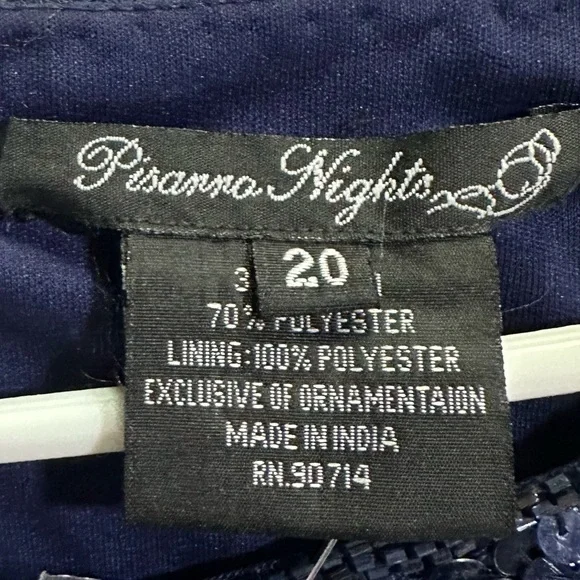 Pisarro Nights
20
70% POLYESTER
LINING:100% POLYESTER
EXCLUSIVE OF ORNAMENTAION
MADE IN INDIA
RN.90714